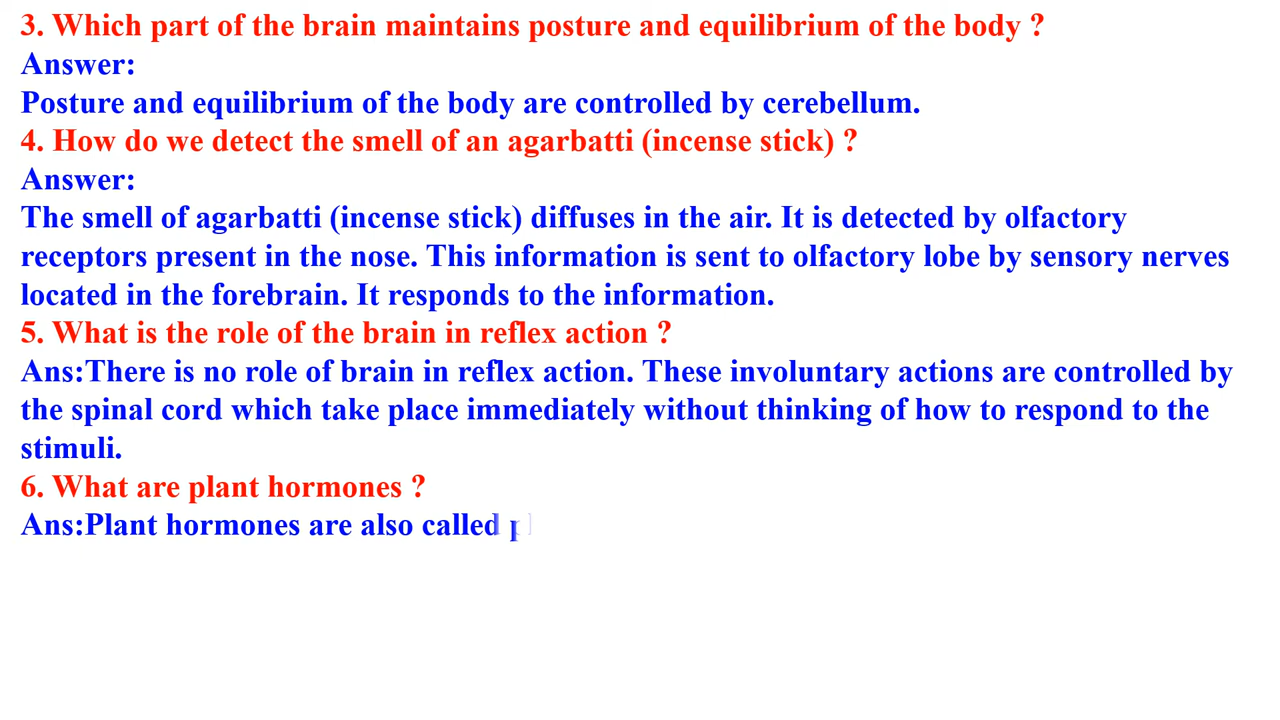 3. Which part of the brain maintains posture and equilibrium of the body ?
Answer:
Posture and equilibrium of the body are controlled by cerebellum.
4. How do we detect the smell of an agarbatti (incense stick) ?
Answer:
The smell of agarbatti (incense stick) diffuses in the air. It is detected by olfactory
receptors present in the nose. This information is sent to olfactory lobe by sensory nerves
located in the forebrain. It responds to the information.
5. What is the role of the brain in reflex action ?
Ans:There is no role of brain in reflex action. These involuntary actions are controlled by
the spinal cord which take place immediately without thinking of how to respond to the
stimuli.
6. What are plant hormones ?
Ans:Plant hormones are also called